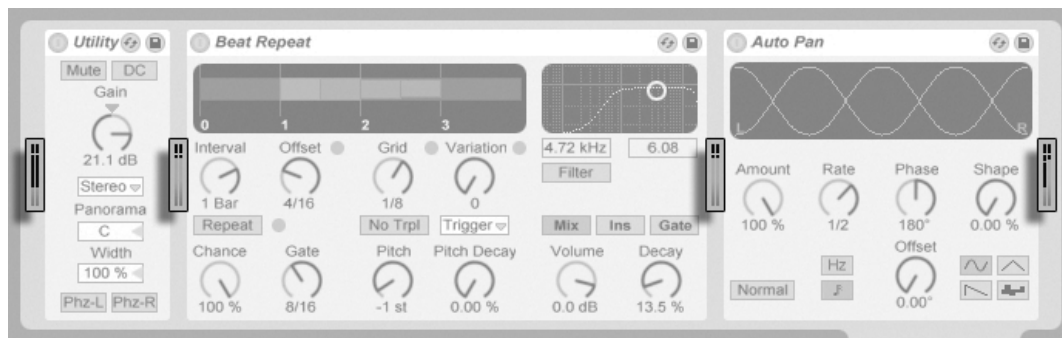 Utility
Mute DC
Gain
21.1 dB
Stereo
Panorama
C
Width
100 %
Phz-L Phz-R
Beat Repeat
0 1 2 3
Interval Offset Grid Variation
1 Bar 4/16 1/8 0
Repeat No Trpl Trigger
Chance Gate Pitch Pitch Decay
100 % 8/16 -1 st 0.00 %
4.72 kHz 6.08
Filter
Mix Ins Gate
Volume Decay
0.0 dB 13.5 %
Auto Pan
L R
Amount Rate Phase Shape
100 % 1/2 180° 0.00 %
Offset
Hz
Normal
0.00°